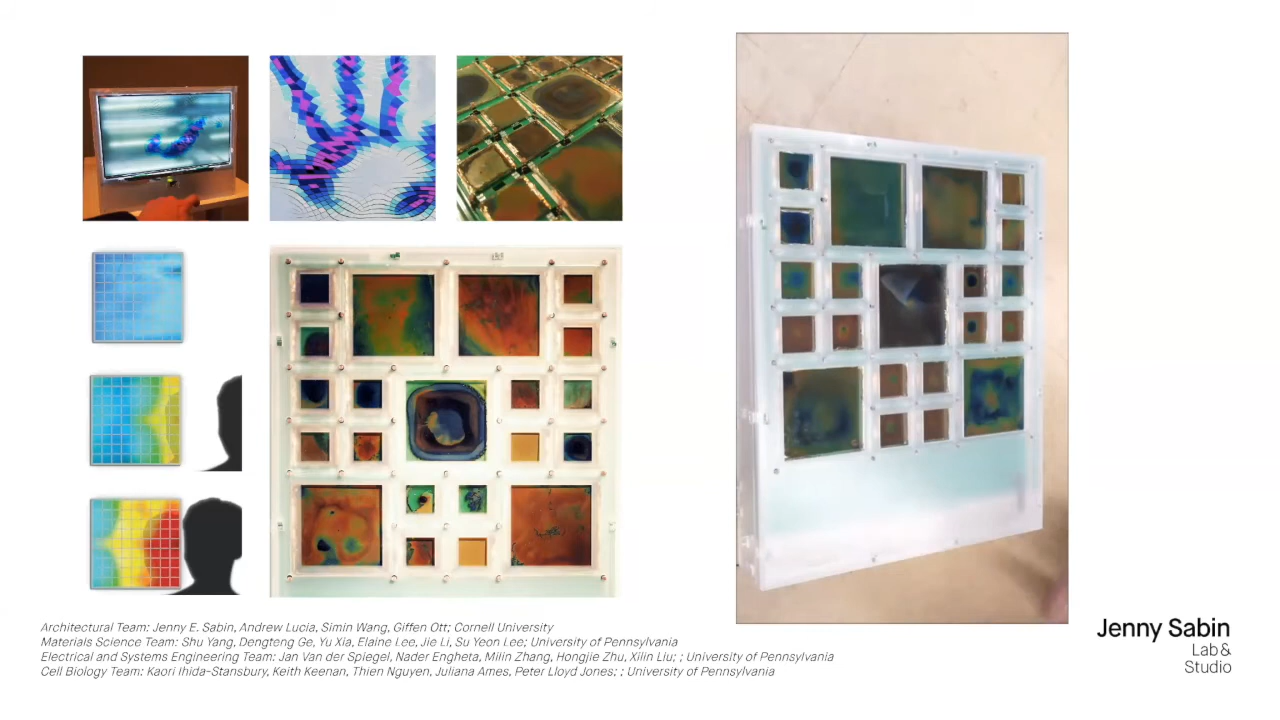 Architectural Team: Jenny E. Sabin, Andrew Lucia, Simin Wang, Giffen Ott; Cornell University
Materials Science Team: Shu Yang, Dengteng Ge, Yu Xia, Elaine Lee, Jie Li, Su Yeon Lee; University of Pennsylvania
Electrical and Systems Engineering Team: Jan Van der Spiegel, Nader Engheta, Milin Zhang, Hongjie Zhu, Xilin Liu; ; University of Pennsylvania
Cell Biology Team: Kaori Ihida-Stansbury, Keith Keenan, Thien Nguyen, Juliana Ames, Peter Lloyd Jones; ; University of Pennsylvania
Jenny Sabin
Lab &
Studio